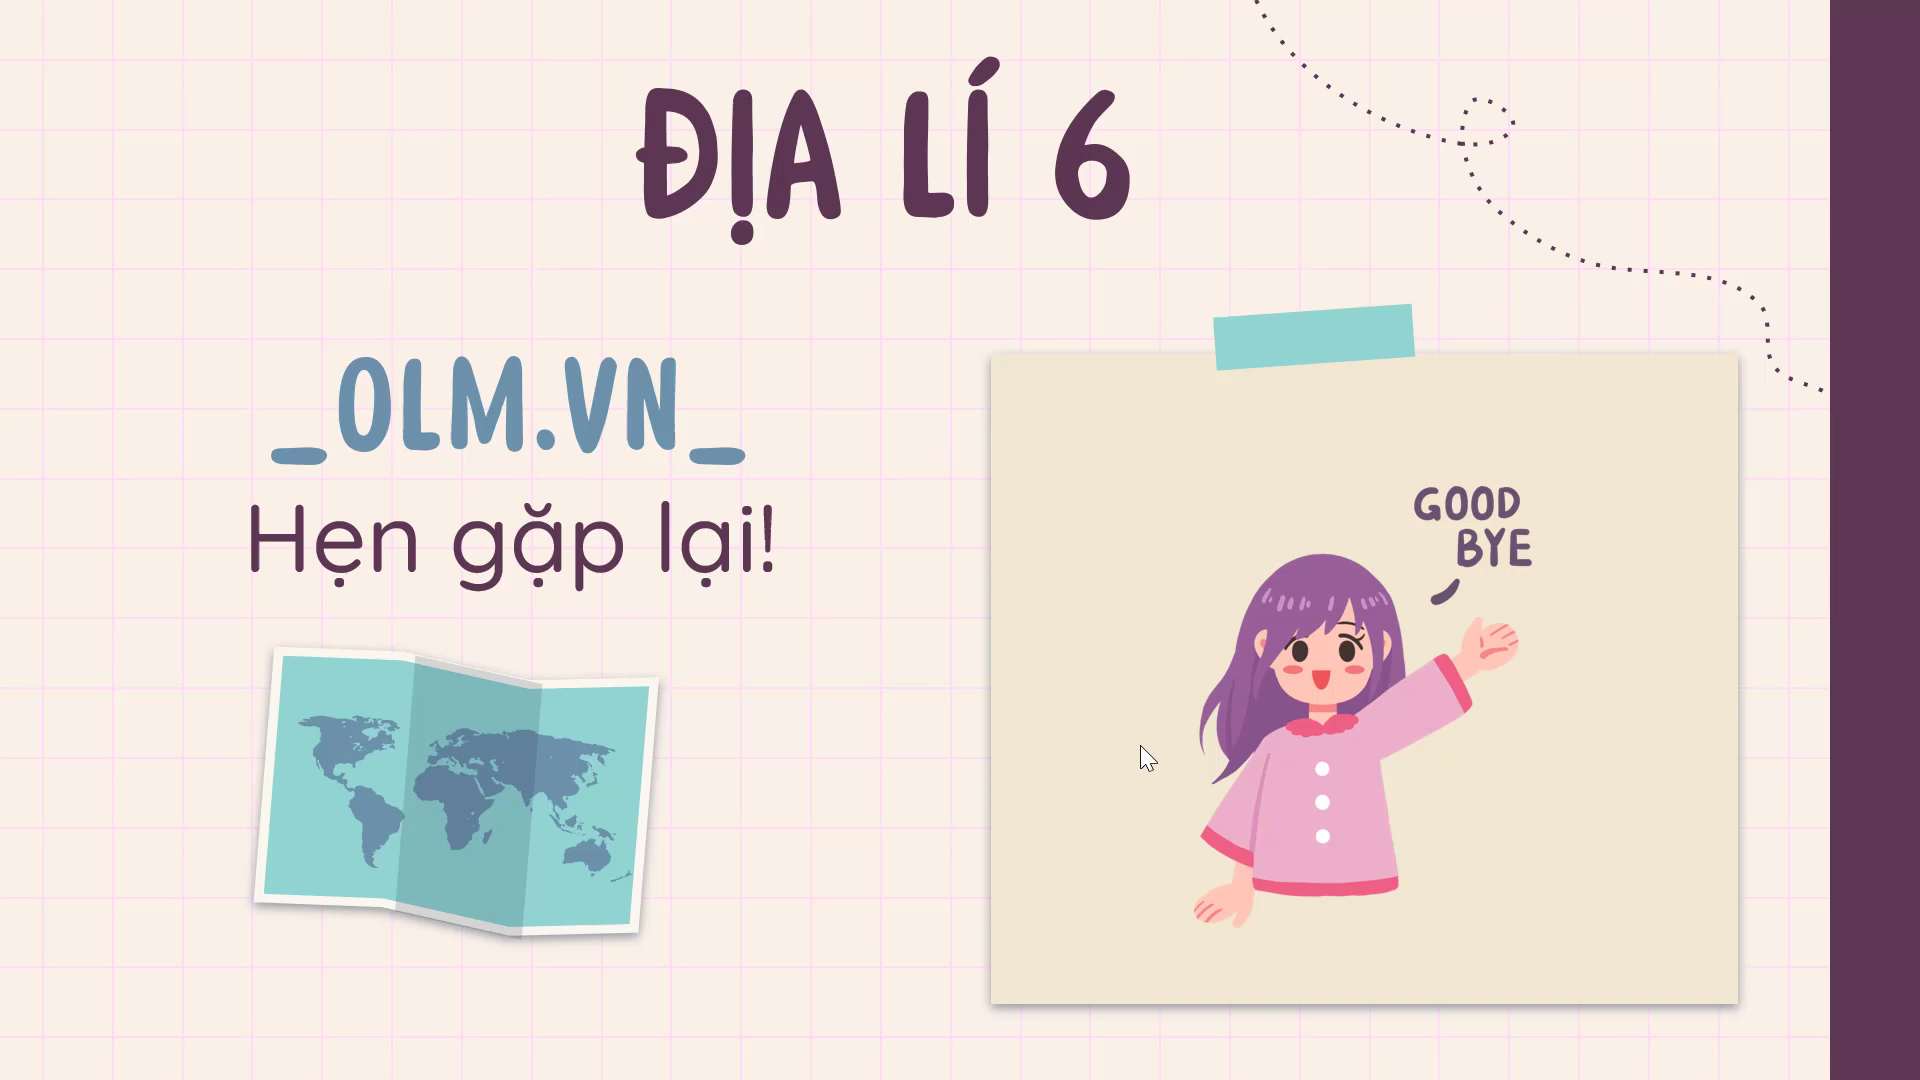 ĐỊA LÍ 6
_OLM.VN_
Hẹn gặp lại!
GOOD
BYE